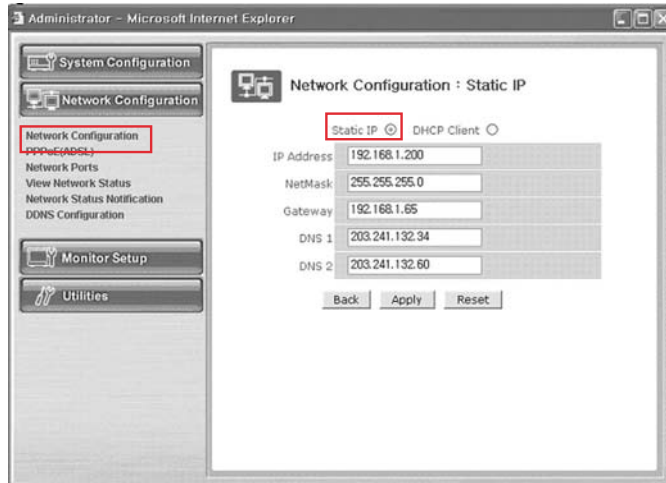 Administrator - Microsoft Internet Explorer
System Configuration
Network Configuration
Network Configuration
PPPoE(ADSL)
Network Ports
View Network Status
Network Status Notification
DDNS Configuration
Monitor Setup
Utilities
Network Configuration : Static IP
Static IP DHCP Client
IP Address 192.168.1.200
NetMask 255.255.255.0
Gateway 192.168.1.65
DNS 1 203.241.132.34
DNS 2 203.241.132.60
Back Apply Reset